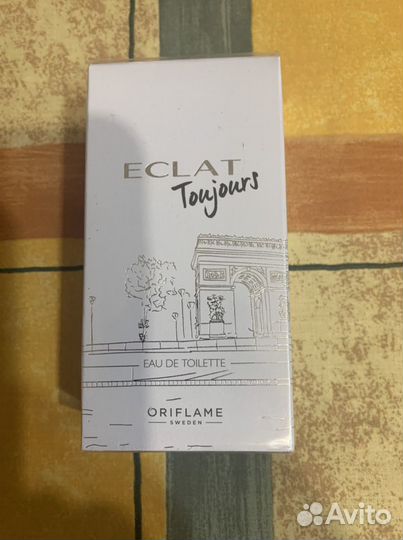 ECLAT
Toujours
EAU DE TOILETTE
ORIFLAME
SWEDEN
Avito